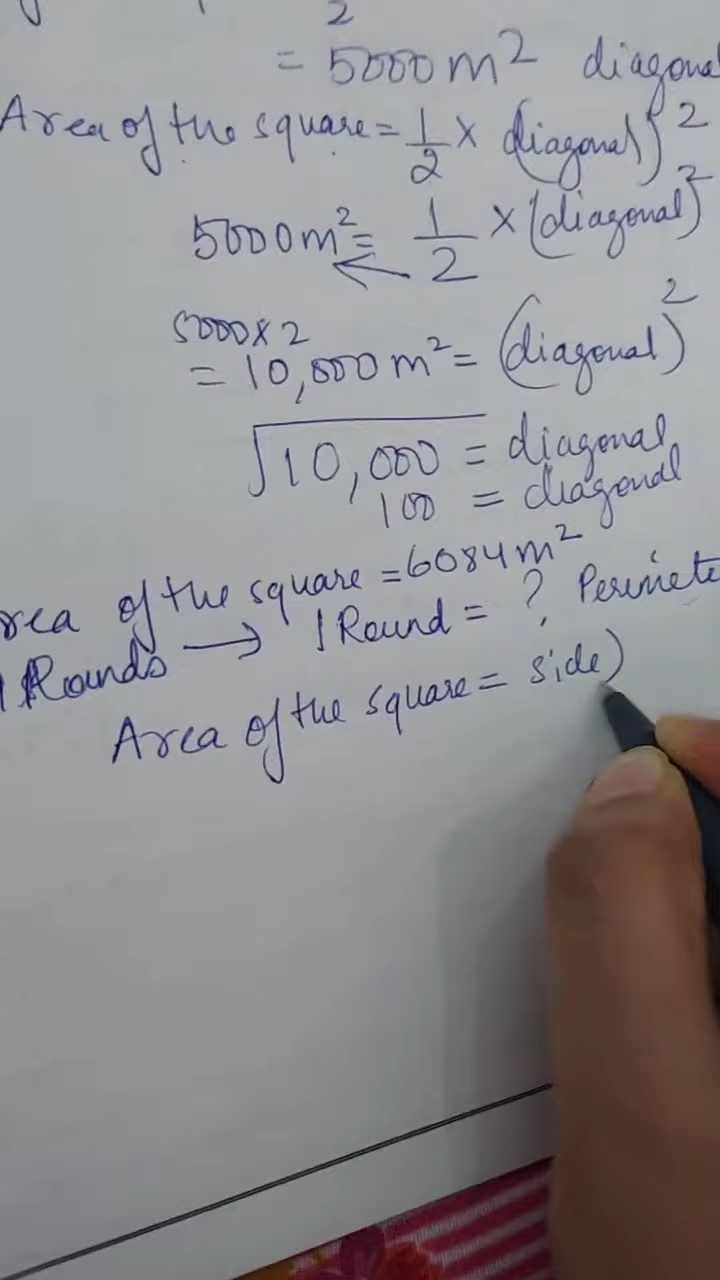 2
= 5000 m² diagonal
Area of the square = 1/2 × (diagonal)²
5000 m² = 1/2 × (diagonal)²
5000 × 2
= 10,000 m² = (diagonal)²
√10,000 = diagonal
100 = diagonal
rea of the square = 6084 m²
Rounds → 1 Round = ? Perimete
Area of the square = side)